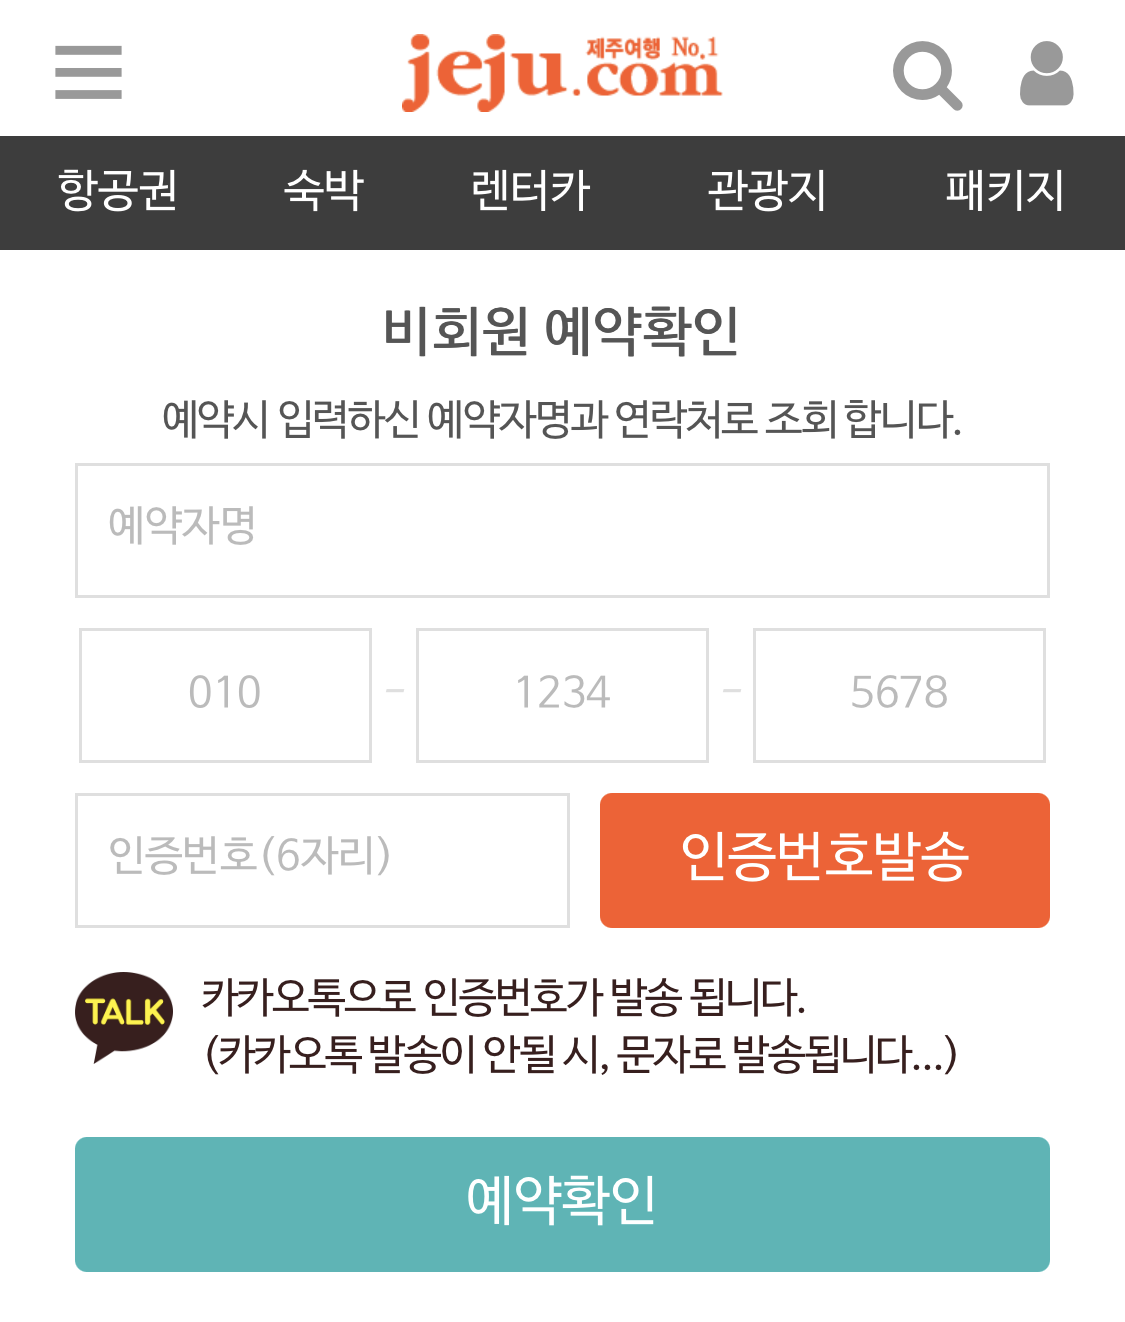 제주여행 No.1
jeju.com
항공권 숙박 렌터카 관광지 패키지
비회원 예약확인
예약시 입력하신 예약자명과 연락처로 조회 합니다.
예약자명
010 - 1234 - 5678
인증번호(6자리) 인증번호발송
TALK
카카오톡으로 인증번호가 발송 됩니다.
(카카오톡 발송이 안될 시, 문자로 발송됩니다...)
예약확인